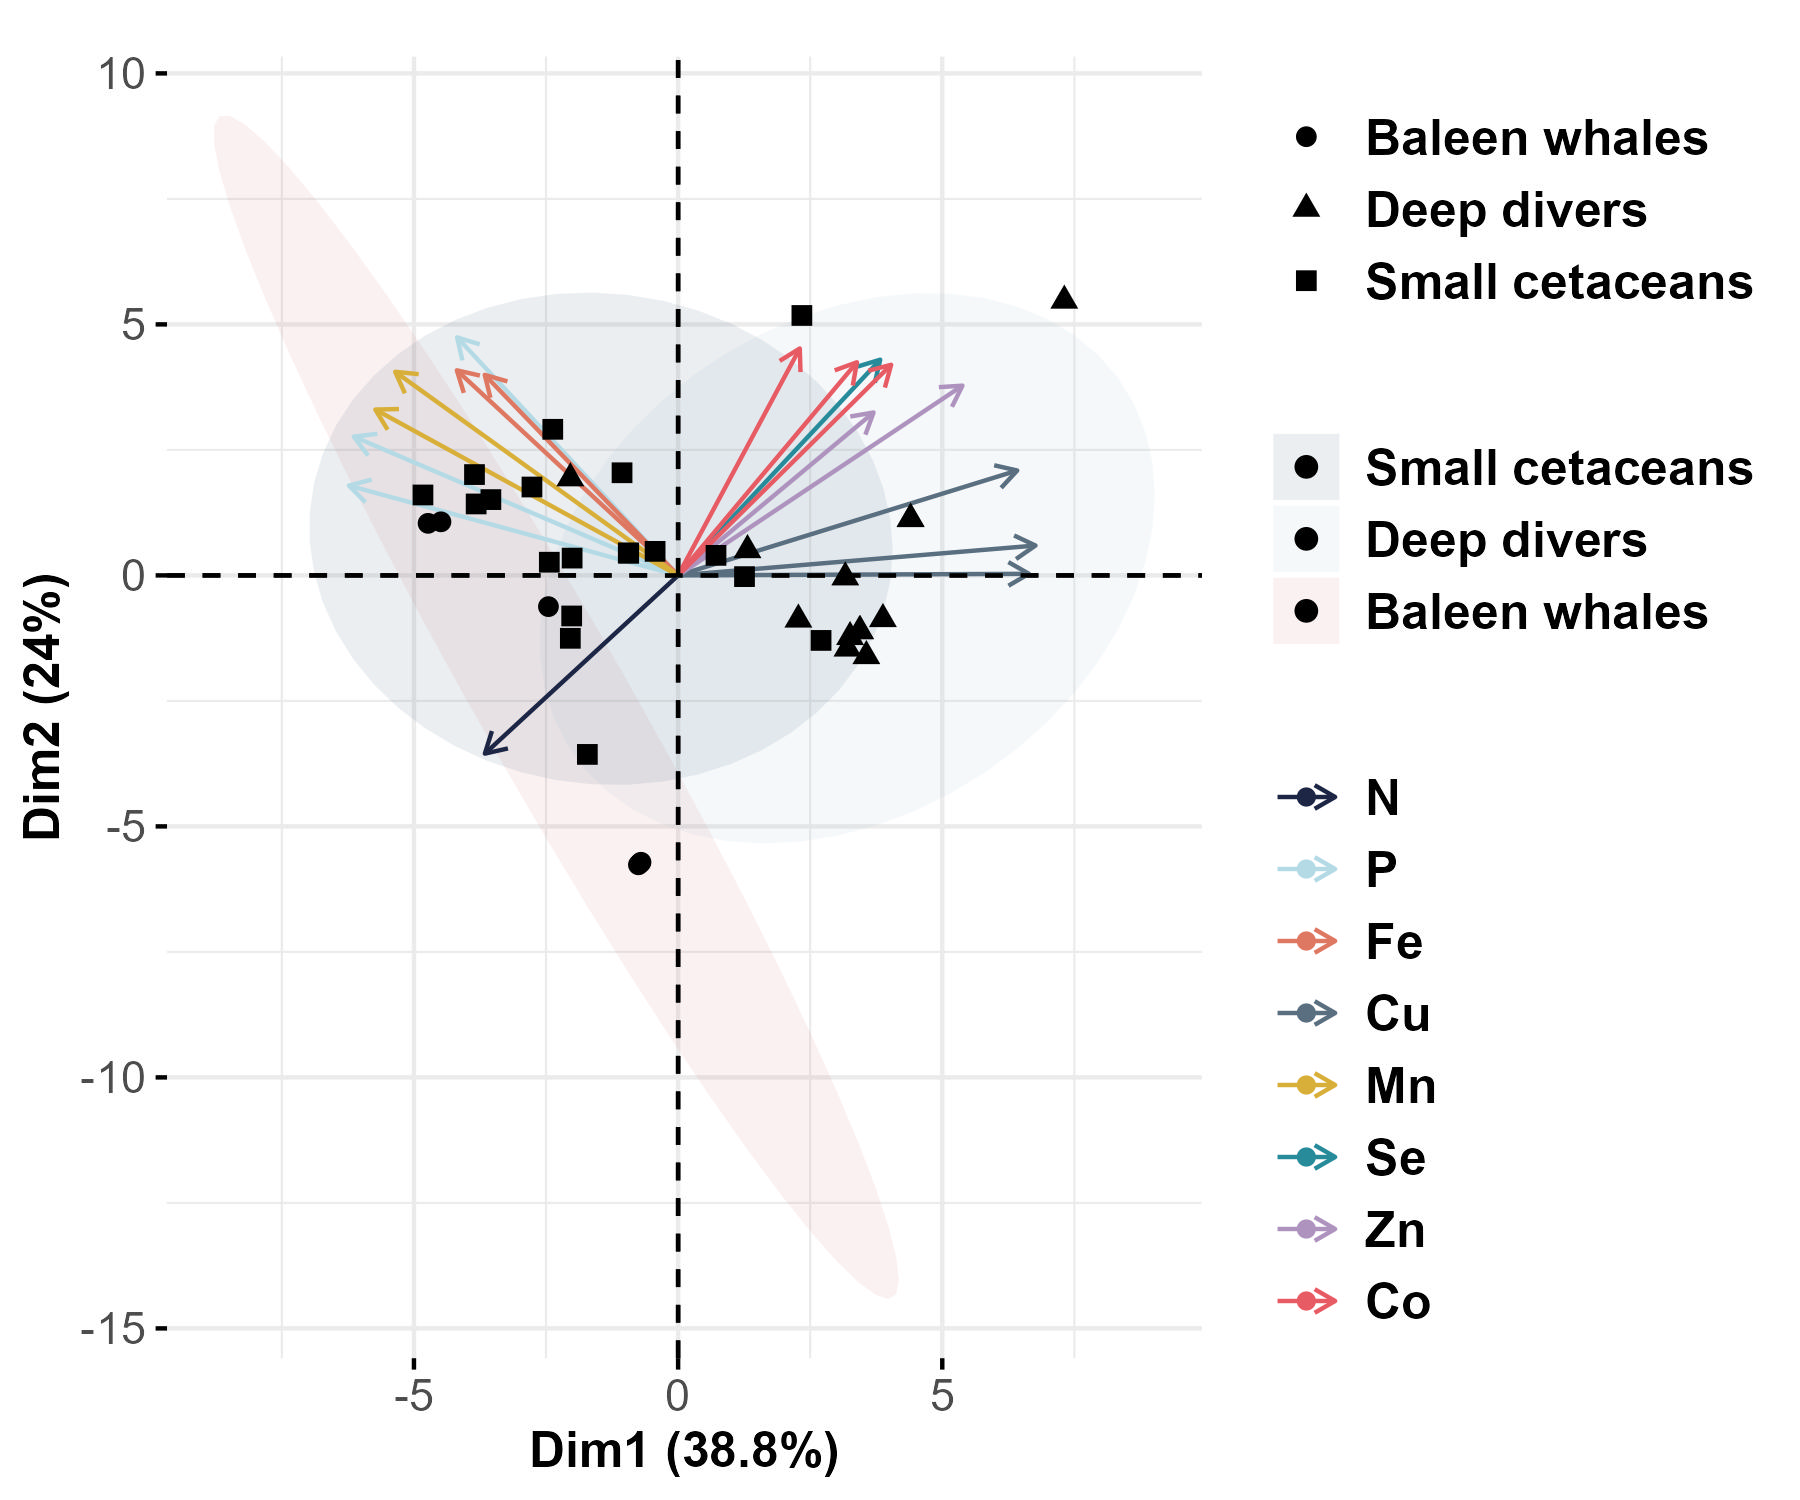 10
5
0
-5
-10
-15
Dim2 (24%)
-5
0
5
Dim1 (38.8%)
Baleen whales
Deep divers
Small cetaceans
Small cetaceans
Deep divers
Baleen whales
N
P
Fe
Cu
Mn
Se
Zn
Co